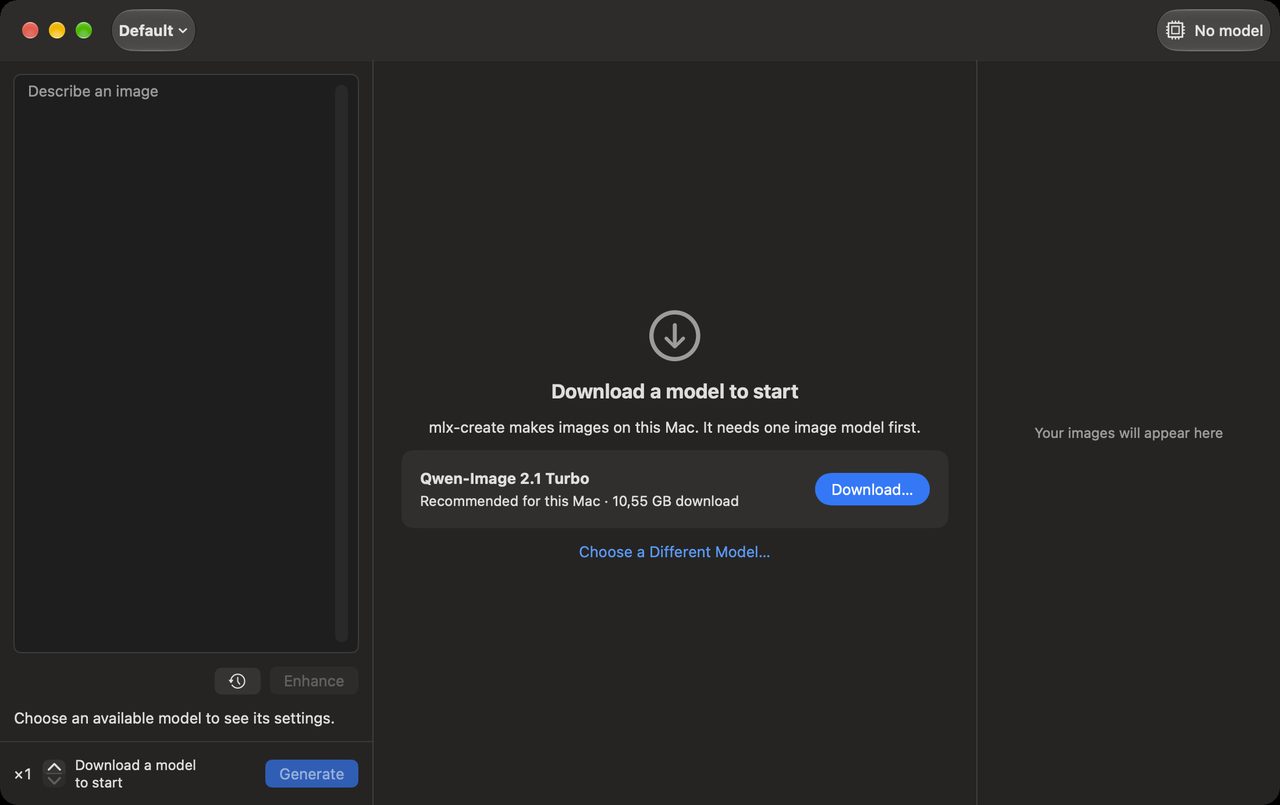 Default
No model
Describe an image
Download a model to start
mlx-create makes images on this Mac. It needs one image model first.
Qwen-Image 2.1 Turbo
Recommended for this Mac · 10,55 GB download
Download...
Choose a Different Model...
Your images will appear here
Enhance
Choose an available model to see its settings.
×1
Download a model
to start
Generate